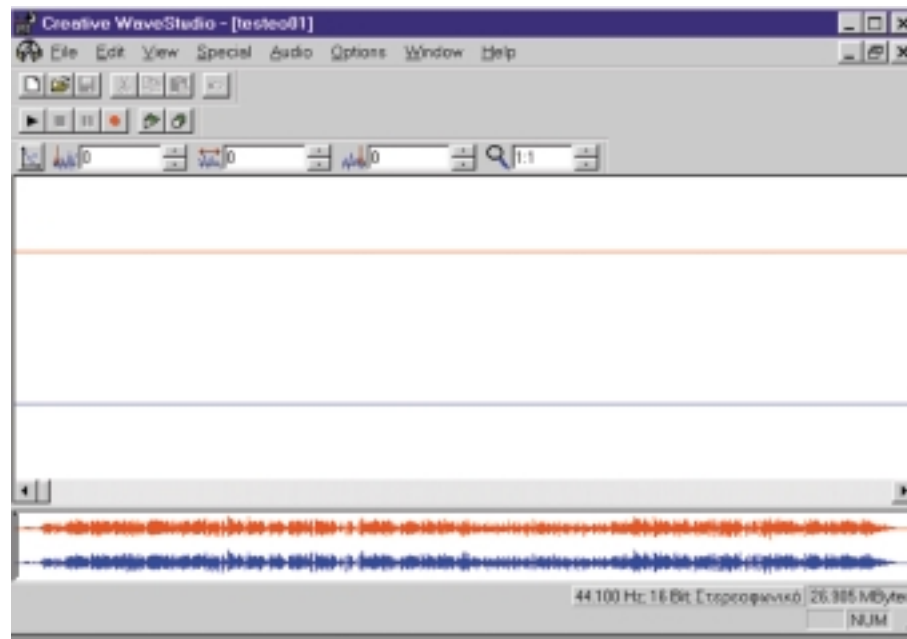 Creative WaveStudio - [testeo01]
File Edit View Special Audio Options Window Help
0 0 0 1:1
44.100 Hz; 16 Bit; Στερεοφωνικό 26.905 MBytes
NUM